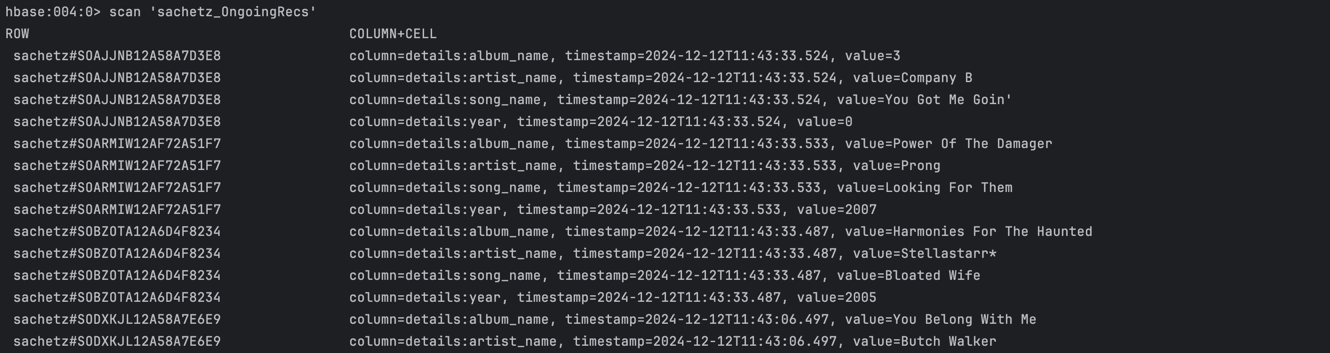 hbase:004:0> scan 'sachetz_OngoingRecs'
ROW COLUMN+CELL
sachetz#SOAJJNB12A58A7D3E8 column=details:album_name, timestamp=2024-12-12T11:43:33.524, value=3
sachetz#SOAJJNB12A58A7D3E8 column=details:artist_name, timestamp=2024-12-12T11:43:33.524, value=Company B
sachetz#SOAJJNB12A58A7D3E8 column=details:song_name, timestamp=2024-12-12T11:43:33.524, value=You Got Me Goin'
sachetz#SOAJJNB12A58A7D3E8 column=details:year, timestamp=2024-12-12T11:43:33.524, value=0
sachetz#SOARMIW12AF72A51F7 column=details:album_name, timestamp=2024-12-12T11:43:33.533, value=Power Of The Damager
sachetz#SOARMIW12AF72A51F7 column=details:artist_name, timestamp=2024-12-12T11:43:33.533, value=Prong
sachetz#SOARMIW12AF72A51F7 column=details:song_name, timestamp=2024-12-12T11:43:33.533, value=Looking For Them
sachetz#SOARMIW12AF72A51F7 column=details:year, timestamp=2024-12-12T11:43:33.533, value=2007
sachetz#SOBZOTA12A6D4F8234 column=details:album_name, timestamp=2024-12-12T11:43:33.487, value=Harmonies For The Haunted
sachetz#SOBZOTA12A6D4F8234 column=details:artist_name, timestamp=2024-12-12T11:43:33.487, value=Stellastarr*
sachetz#SOBZOTA12A6D4F8234 column=details:song_name, timestamp=2024-12-12T11:43:33.487, value=Bloated Wife
sachetz#SOBZOTA12A6D4F8234 column=details:year, timestamp=2024-12-12T11:43:33.487, value=2005
sachetz#SODXKJL12A58A7E6E9 column=details:album_name, timestamp=2024-12-12T11:43:06.497, value=You Belong With Me
sachetz#SODXKJL12A58A7E6E9 column=details:artist_name, timestamp=2024-12-12T11:43:06.497, value=Butch Walker